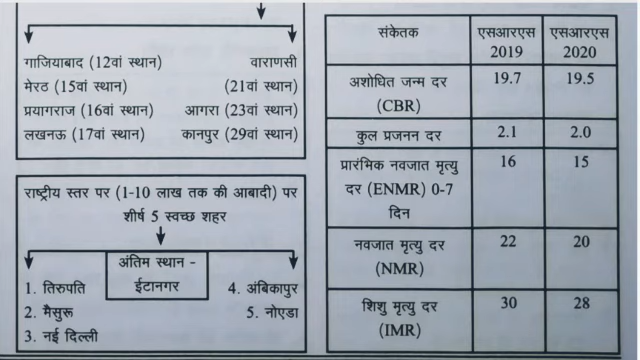 गाजियाबाद (12वां स्थान) वाराणसी
मेरठ (15वां स्थान) (21वां स्थान)
प्रयागराज (16वां स्थान) आगरा (23वां स्थान)
लखनऊ (17वां स्थान) कानपुर (29वां स्थान)
राष्ट्रीय स्तर पर (1-10 लाख तक की आबादी) पर
शीर्ष 5 स्वच्छ शहर
अंतिम स्थान -
ईटानगर
1. तिरुपति
2. मैसुरू
3. नई दिल्ली
4. अंबिकापुर
5. नोएडा
संकेतक एसआरएस 2019 एसआरएस 2020
अशोधित जन्म दर 19.7 19.5
(CBR)
कुल प्रजनन दर 2.1 2.0
प्रारंभिक नवजात मृत्यु 16 15
दर (ENMR) 0-7
दिन
नवजात मृत्यु दर 22 20
(NMR)
शिशु मृत्यु दर 30 28
(IMR)